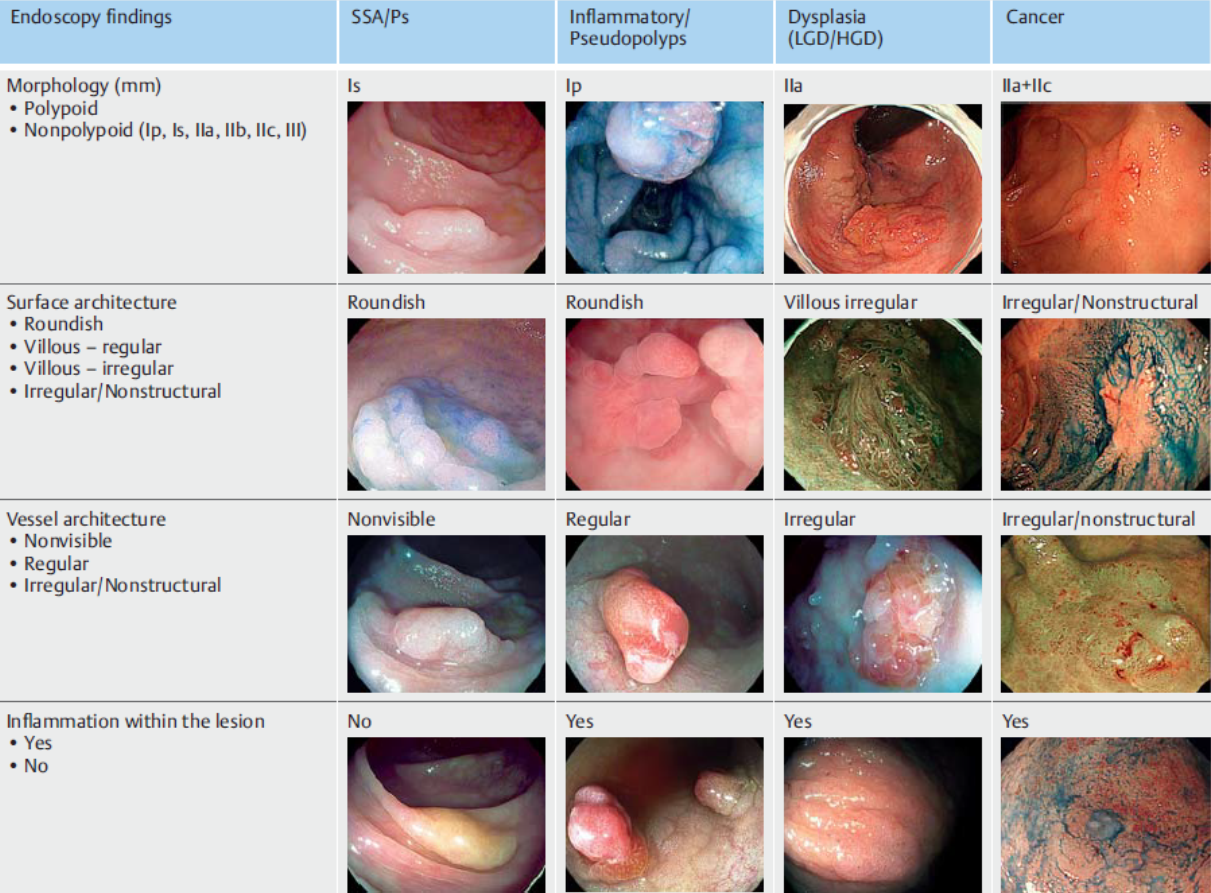 Endoscopy findings
SSA/Ps
Inflammatory/
Pseudopolyps
Dysplasia
(LGD/HGD)
Cancer
Morphology (mm)
• Polypoid
• Nonpolypoid (Ip, Is, IIa, IIb, IIc, III)
Is
Ip
IIa
IIa+IIc
Surface architecture
• Roundish
• Villous – regular
• Villous – irregular
• Irregular/Nonstructural
Roundish
Roundish
Villous irregular
Irregular/Nonstructural
Vessel architecture
• Nonvisible
• Regular
• Irregular/Nonstructural
Nonvisible
Regular
Irregular
Irregular/nonstructural
Inflammation within the lesion
• Yes
• No
No
Yes
Yes
Yes